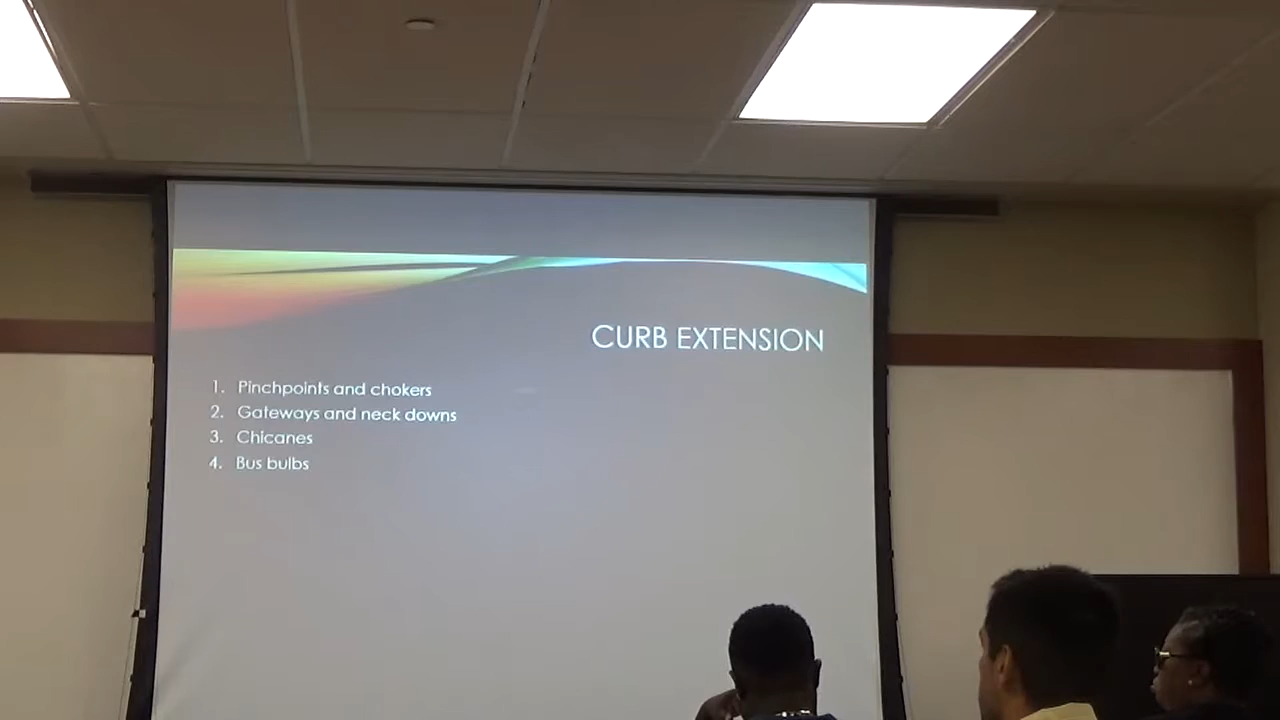 CURB EXTENSION
1. Pinchpoints and chokers
2. Gateways and neck downs
3. Chicanes
4. Bus bulbs